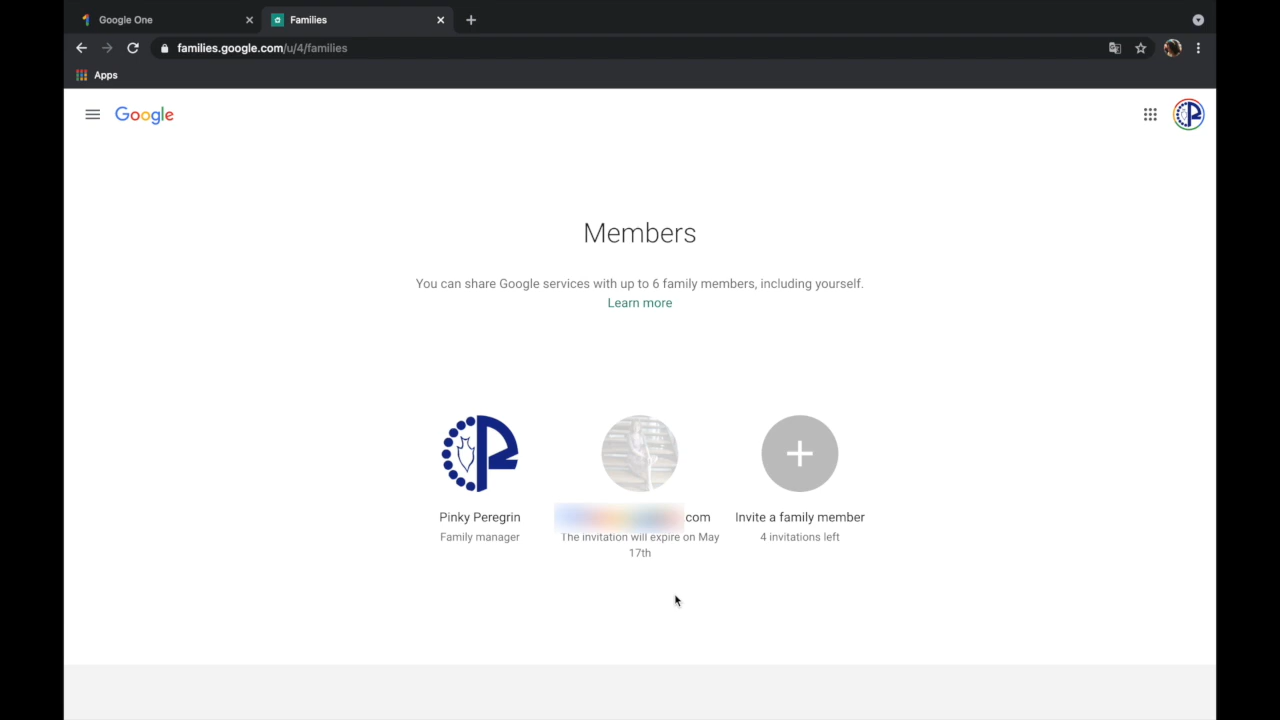 Google One
Families
families.google.com/u/4/families
Apps
Google
Members
You can share Google services with up to 6 family members, including yourself.
Learn more
Pinky Peregrin
Family manager
com
The invitation will expire on May
17th
Invite a family member
4 invitations left